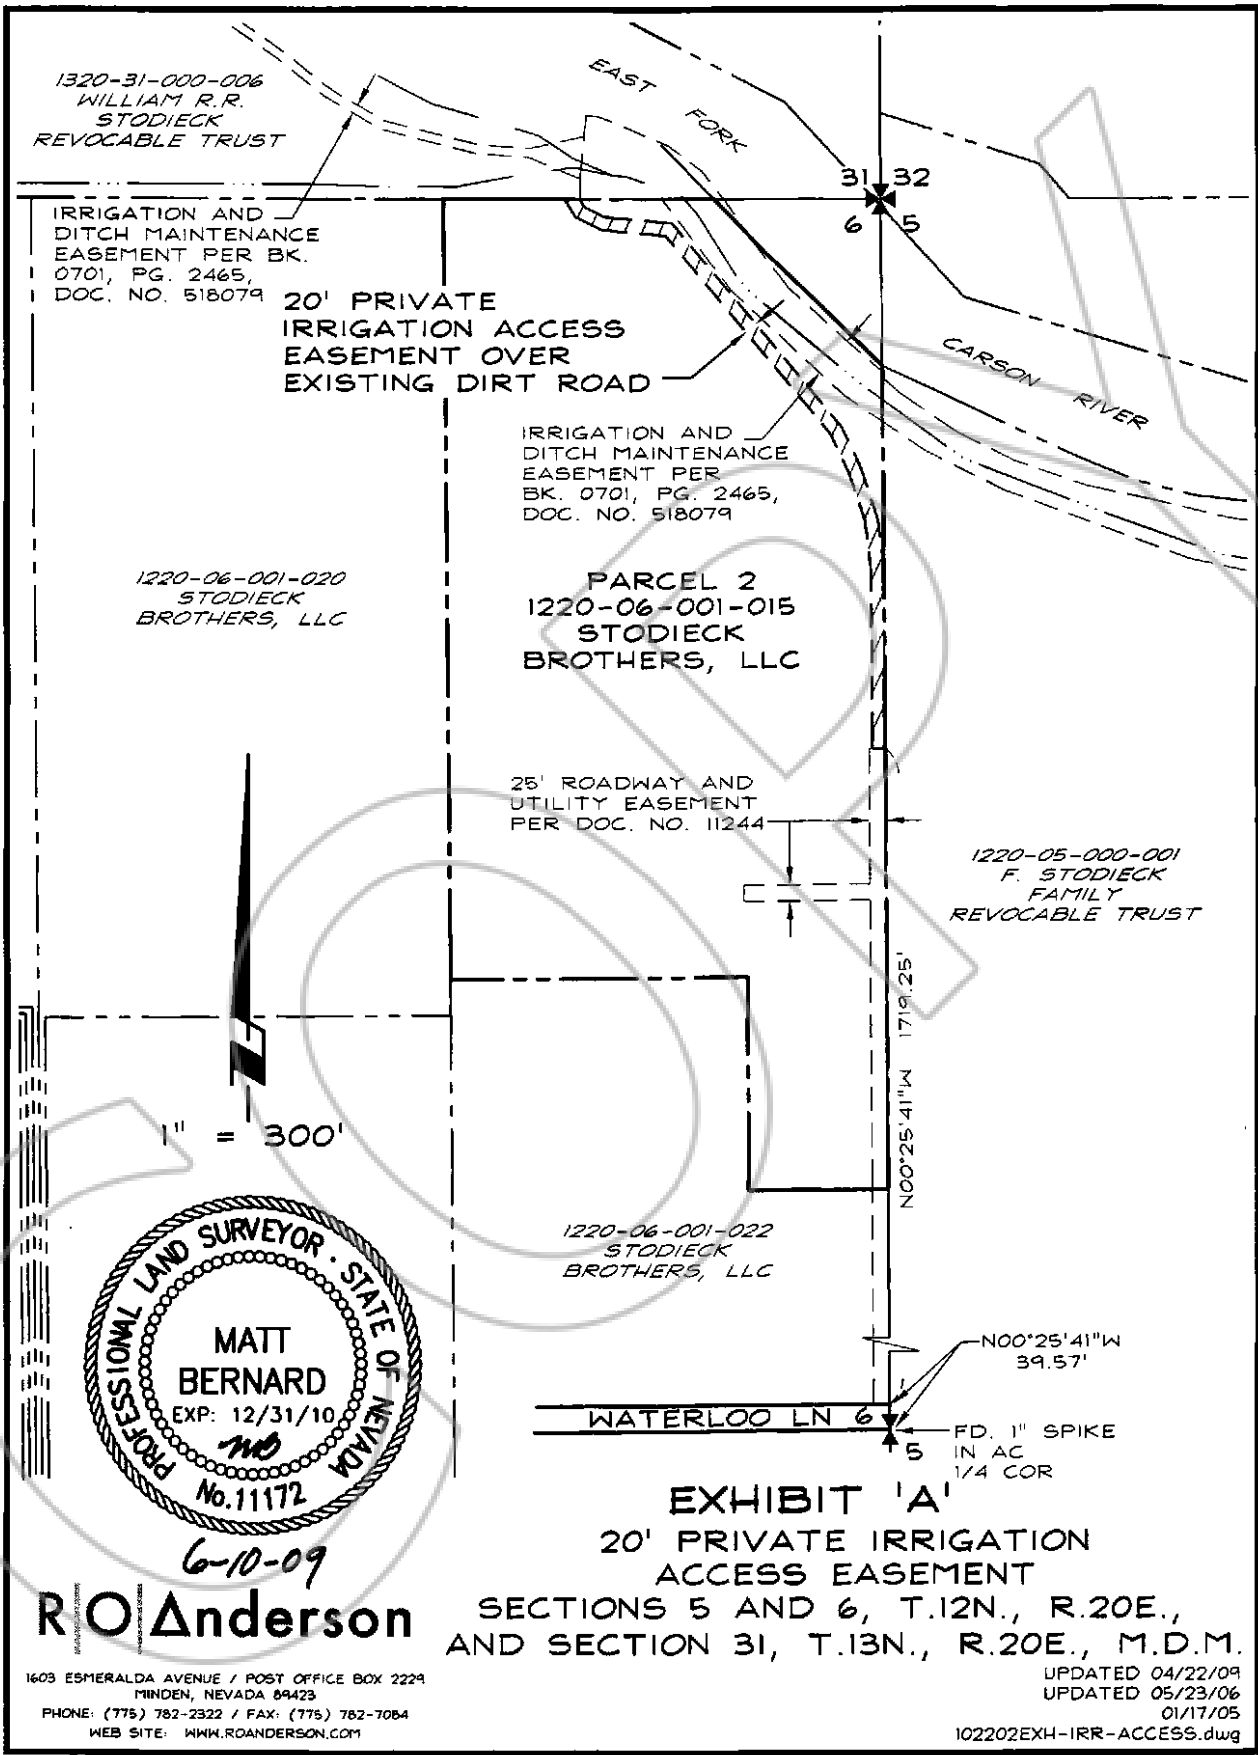 1320-31-000-006
WILLIAM R.R.
STODIECK
REVOCABLE TRUST
EAST FORK
31 32
6 5
IRRIGATION AND
DITCH MAINTENANCE
EASEMENT PER BK.
0701, PG. 2465,
DOC. NO. 518079
20' PRIVATE
IRRIGATION ACCESS
EASEMENT OVER
EXISTING DIRT ROAD
CARSON RIVER
IRRIGATION AND
DITCH MAINTENANCE
EASEMENT PER
BK. 0701, PG. 2465,
DOC. NO. 518079
1220-06-001-020
STODIECK
BROTHERS, LLC
PARCEL 2
1220-06-001-015
STODIECK
BROTHERS, LLC
25' ROADWAY AND
UTILITY EASEMENT
PER DOC. NO. 11244
1220-05-000-001
F. STODIECK
FAMILY
REVOCABLE TRUST
N00°25'41"W 1719.25'
1" = 300'
1220-06-001-022
STODIECK
BROTHERS, LLC
N00°25'41"W
39.57'
WATERLOO LN 6
5
FD. 1" SPIKE
IN AC
1/4 COR
PROFESSIONAL LAND SURVEYOR · STATE OF NEVADA
MATT
BERNARD
EXP: 12/31/10
MB
No.11172
6-10-09
EXHIBIT 'A'
20' PRIVATE IRRIGATION
ACCESS EASEMENT
SECTIONS 5 AND 6, T.12N., R.20E.,
AND SECTION 31, T.13N., R.20E., M.D.M.
R|O|Anderson
1603 ESMERALDA AVENUE / POST OFFICE BOX 2229
MINDEN, NEVADA 89423
PHONE: (775) 782-2322 / FAX: (775) 782-7084
WEB SITE: WWW.ROANDERSON.COM
UPDATED 04/22/09
UPDATED 05/23/06
01/17/05
102202EXH-IRR-ACCESS.dwg
COPY